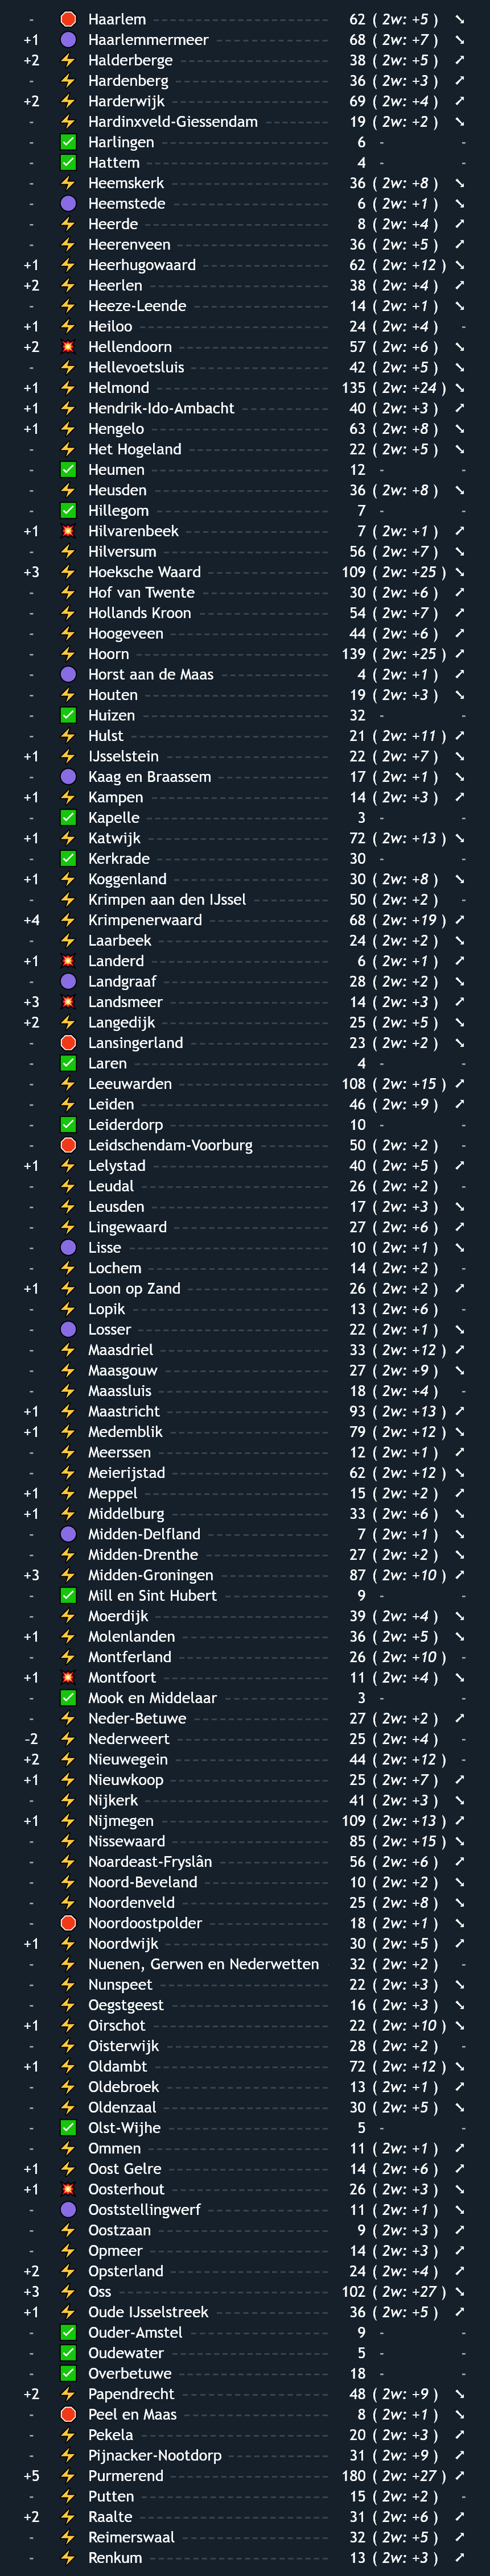 - 🛑 Haarlem 62 ( 2w: +5 ) ➘
+1 🟣 Haarlemmermeer 68 ( 2w: +7 ) ➘
+2 ⚡ Halderberge 38 ( 2w: +5 ) ➚
- ⚡ Hardenberg 36 ( 2w: +3 ) ➚
+2 ⚡ Harderwijk 69 ( 2w: +4 ) ➚
- ⚡ Hardinxveld-Giessendam 19 ( 2w: +2 ) ➘
- ✅ Harlingen 6 - -
- ✅ Hattem 4 - -
- ⚡ Heemskerk 36 ( 2w: +8 ) ➘
- 🟣 Heemstede 6 ( 2w: +1 ) ➘
- ⚡ Heerde 8 ( 2w: +4 ) ➚
- ⚡ Heerenveen 36 ( 2w: +5 ) ➚
+1 ⚡ Heerhugowaard 62 ( 2w: +12 ) ➘
+2 ⚡ Heerlen 38 ( 2w: +4 ) ➚
- ⚡ Heeze-Leende 14 ( 2w: +1 ) ➘
+1 ⚡ Heiloo 24 ( 2w: +4 ) -
+2 💥 Hellendoorn 57 ( 2w: +6 ) ➘
- ⚡ Hellevoetsluis 42 ( 2w: +5 ) ➘
+1 ⚡ Helmond 135 ( 2w: +24 ) ➘
+1 ⚡ Hendrik-Ido-Ambacht 40 ( 2w: +3 ) ➚
+1 ⚡ Hengelo 63 ( 2w: +8 ) ➘
- ⚡ Het Hogeland 22 ( 2w: +5 ) ➘
- ✅ Heumen 12 - -
- ⚡ Heusden 36 ( 2w: +8 ) ➘
- ✅ Hillegom 7 - -
+1 💥 Hilvarenbeek 7 ( 2w: +1 ) ➚
- ⚡ Hilversum 56 ( 2w: +7 ) ➘
+3 ⚡ Hoeksche Waard 109 ( 2w: +25 ) ➘
- ⚡ Hof van Twente 30 ( 2w: +6 ) ➚
- ⚡ Hollands Kroon 54 ( 2w: +7 ) ➚
- ⚡ Hoogeveen 44 ( 2w: +6 ) ➚
- ⚡ Hoorn 139 ( 2w: +25 ) ➚
- 🟣 Horst aan de Maas 4 ( 2w: +1 ) ➚
- ⚡ Houten 19 ( 2w: +3 ) ➘
- ✅ Huizen 32 - -
- ⚡ Hulst 21 ( 2w: +11 ) ➚
+1 ⚡ IJsselstein 22 ( 2w: +7 ) ➘
- 🟣 Kaag en Braassem 17 ( 2w: +1 ) ➘
+1 ⚡ Kampen 14 ( 2w: +3 ) ➚
- ✅ Kapelle 3 - -
+1 ⚡ Katwijk 72 ( 2w: +13 ) ➘
- ✅ Kerkrade 30 - -
+1 ⚡ Koggenland 30 ( 2w: +8 ) ➘
- ⚡ Krimpen aan den IJssel 50 ( 2w: +2 ) -
+4 ⚡ Krimpenerwaard 68 ( 2w: +19 ) ➚
- ⚡ Laarbeek 24 ( 2w: +2 ) ➘
+1 💥 Landerd 6 ( 2w: +1 ) ➚
- 🟣 Landgraaf 28 ( 2w: +2 ) ➘
+3 💥 Landsmeer 14 ( 2w: +3 ) ➚
+2 ⚡ Langedijk 25 ( 2w: +5 ) ➘
- 🛑 Lansingerland 23 ( 2w: +2 ) ➘
- ✅ Laren 4 - -
- ⚡ Leeuwarden 108 ( 2w: +15 ) ➚
- ⚡ Leiden 46 ( 2w: +9 ) ➚
- ✅ Leiderdorp 10 - -
- 🛑 Leidschendam-Voorburg 50 ( 2w: +2 ) -
+1 ⚡ Lelystad 40 ( 2w: +5 ) ➚
- ⚡ Leudal 26 ( 2w: +2 ) -
- ⚡ Leusden 17 ( 2w: +3 ) ➘
- ⚡ Lingewaard 27 ( 2w: +6 ) ➚
- 🟣 Lisse 10 ( 2w: +1 ) ➘
- ⚡ Lochem 14 ( 2w: +2 ) -
+1 ⚡ Loon op Zand 26 ( 2w: +2 ) ➚
- ⚡ Lopik 13 ( 2w: +6 ) -
- 🟣 Losser 22 ( 2w: +1 ) ➘
- ⚡ Maasdriel 33 ( 2w: +12 ) ➚
- ⚡ Maasgouw 27 ( 2w: +9 ) ➘
- ⚡ Maassluis 18 ( 2w: +4 ) -
+1 ⚡ Maastricht 93 ( 2w: +13 ) ➚
+1 ⚡ Medemblik 79 ( 2w: +12 ) ➘
- ⚡ Meerssen 12 ( 2w: +1 ) ➚
- ⚡ Meierijstad 62 ( 2w: +12 ) ➘
+1 ⚡ Meppel 15 ( 2w: +2 ) ➚
+1 ⚡ Middelburg 33 ( 2w: +6 ) ➘
- 🟣 Midden-Delfland 7 ( 2w: +1 ) ➘
- ⚡ Midden-Drenthe 27 ( 2w: +2 ) ➘
+3 ⚡ Midden-Groningen 87 ( 2w: +10 ) ➚
- ✅ Mill en Sint Hubert 9 - -
- ⚡ Moerdijk 39 ( 2w: +4 ) ➘
+1 ⚡ Molenlanden 36 ( 2w: +5 ) ➘
- ⚡ Montferland 26 ( 2w: +10 ) -
+1 💥 Montfoort 11 ( 2w: +4 ) ➘
- ✅ Mook en Middelaar 3 - -
- ⚡ Neder-Betuwe 27 ( 2w: +2 ) ➚
-2 ⚡ Nederweert 25 ( 2w: +4 ) -
+2 ⚡ Nieuwegein 44 ( 2w: +12 ) -
+1 ⚡ Nieuwkoop 25 ( 2w: +7 ) ➚
- ⚡ Nijkerk 41 ( 2w: +3 ) ➘
+1 ⚡ Nijmegen 109 ( 2w: +13 ) ➚
- ⚡ Nissewaard 85 ( 2w: +15 ) ➘
- ⚡ Noardeast-Fryslân 56 ( 2w: +6 ) ➚
- ⚡ Noord-Beveland 10 ( 2w: +2 ) ➘
- ⚡ Noordenveld 25 ( 2w: +8 ) ➘
- 🛑 Noordoostpolder 18 ( 2w: +1 ) ➘
+1 ⚡ Noordwijk 30 ( 2w: +5 ) ➚
- ⚡ Nuenen, Gerwen en Nederwetten 32 ( 2w: +2 ) -
- ⚡ Nunspeet 22 ( 2w: +3 ) ➘
- ⚡ Oegstgeest 16 ( 2w: +3 ) ➘
+1 ⚡ Oirschot 22 ( 2w: +10 ) ➘
- ⚡ Oisterwijk 28 ( 2w: +2 ) -
+1 ⚡ Oldambt 72 ( 2w: +12 ) ➘
- ⚡ Oldebroek 13 ( 2w: +1 ) ➚
- ⚡ Oldenzaal 30 ( 2w: +5 ) ➘
- ✅ Olst-Wijhe 5 - -
- ⚡ Ommen 11 ( 2w: +1 ) ➚
+1 ⚡ Oost Gelre 14 ( 2w: +6 ) ➚
+1 💥 Oosterhout 26 ( 2w: +3 ) ➘
- 🟣 Ooststellingwerf 11 ( 2w: +1 ) ➘
- ⚡ Oostzaan 9 ( 2w: +3 ) ➚
- ⚡ Opmeer 14 ( 2w: +3 ) ➚
+2 ⚡ Opsterland 24 ( 2w: +4 ) ➚
+3 ⚡ Oss 102 ( 2w: +27 ) ➘
+1 ⚡ Oude IJsselstreek 36 ( 2w: +5 ) ➚
- ✅ Ouder-Amstel 9 - -
- ✅ Oudewater 5 - -
- ✅ Overbetuwe 18 - -
+2 ⚡ Papendrecht 48 ( 2w: +9 ) ➘
- 🛑 Peel en Maas 8 ( 2w: +1 ) ➘
- ⚡ Pekela 20 ( 2w: +3 ) ➚
- ⚡ Pijnacker-Nootdorp 31 ( 2w: +9 ) ➚
+5 ⚡ Purmerend 180 ( 2w: +27 ) ➚
- ⚡ Putten 15 ( 2w: +2 ) -
+2 ⚡ Raalte 31 ( 2w: +6 ) ➚
- ⚡ Reimerswaal 32 ( 2w: +5 ) ➚
- ⚡ Renkum 13 ( 2w: +3 ) ➚